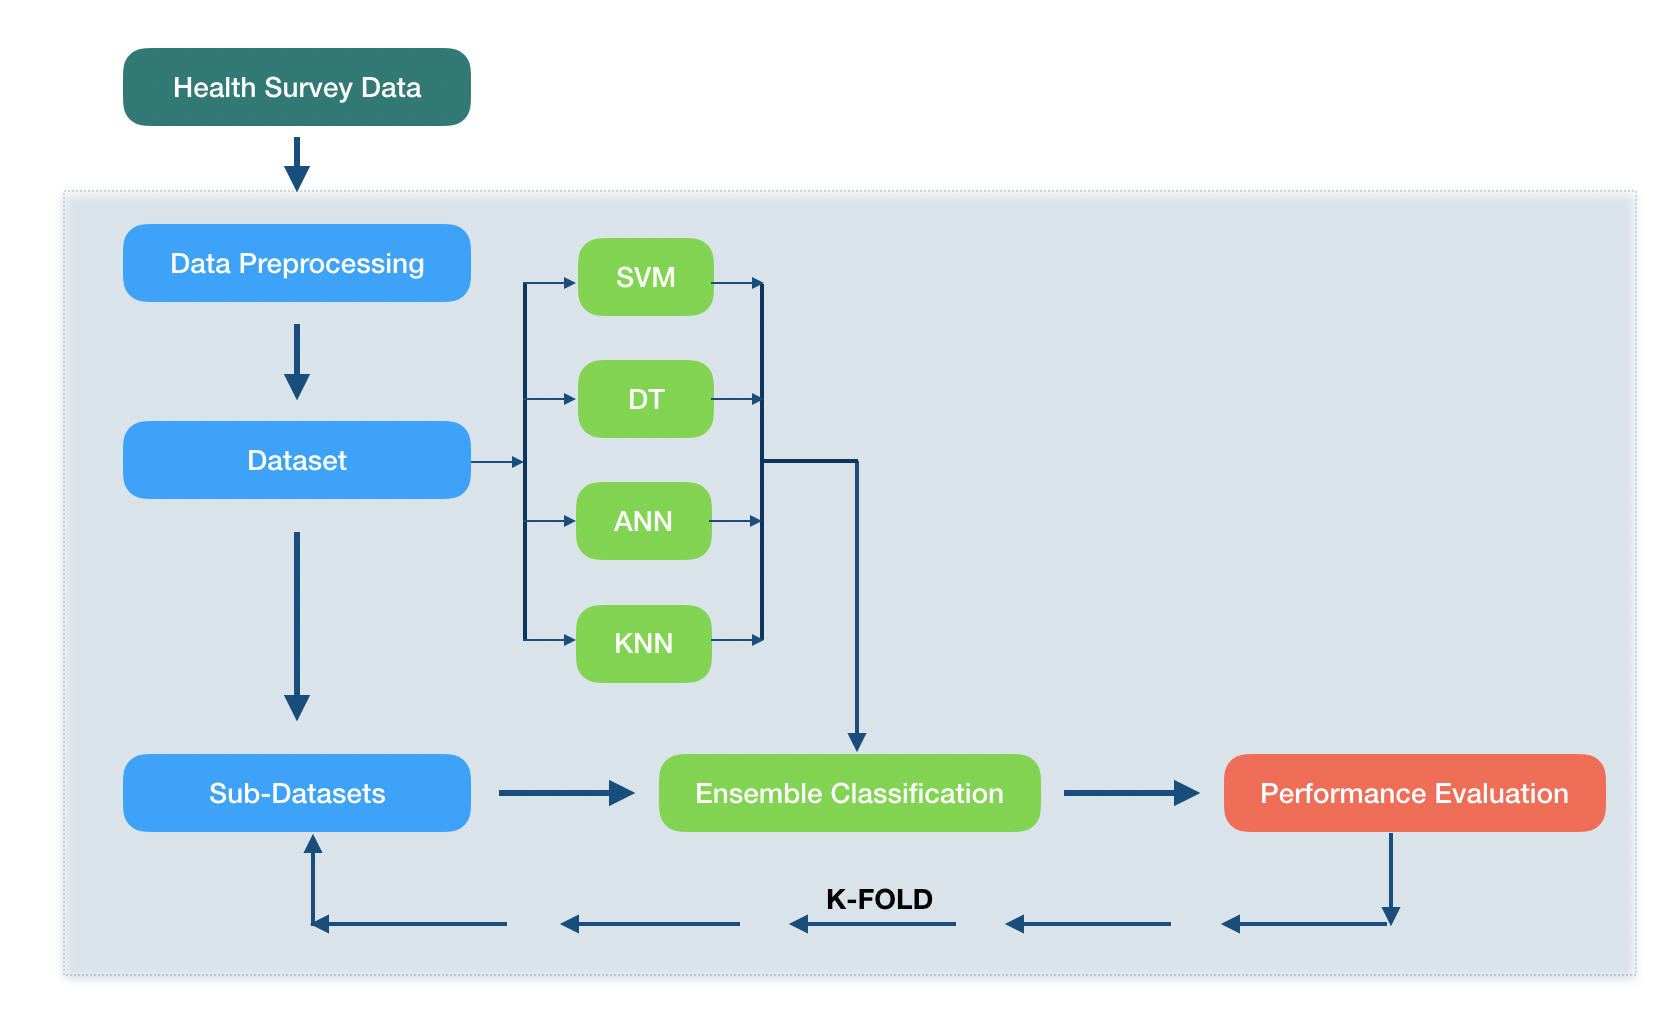 Health Survey Data
Data Preprocessing
SVM
DT
Dataset
ANN
KNN
Sub-Datasets
Ensemble Classification
Performance Evaluation
K-FOLD